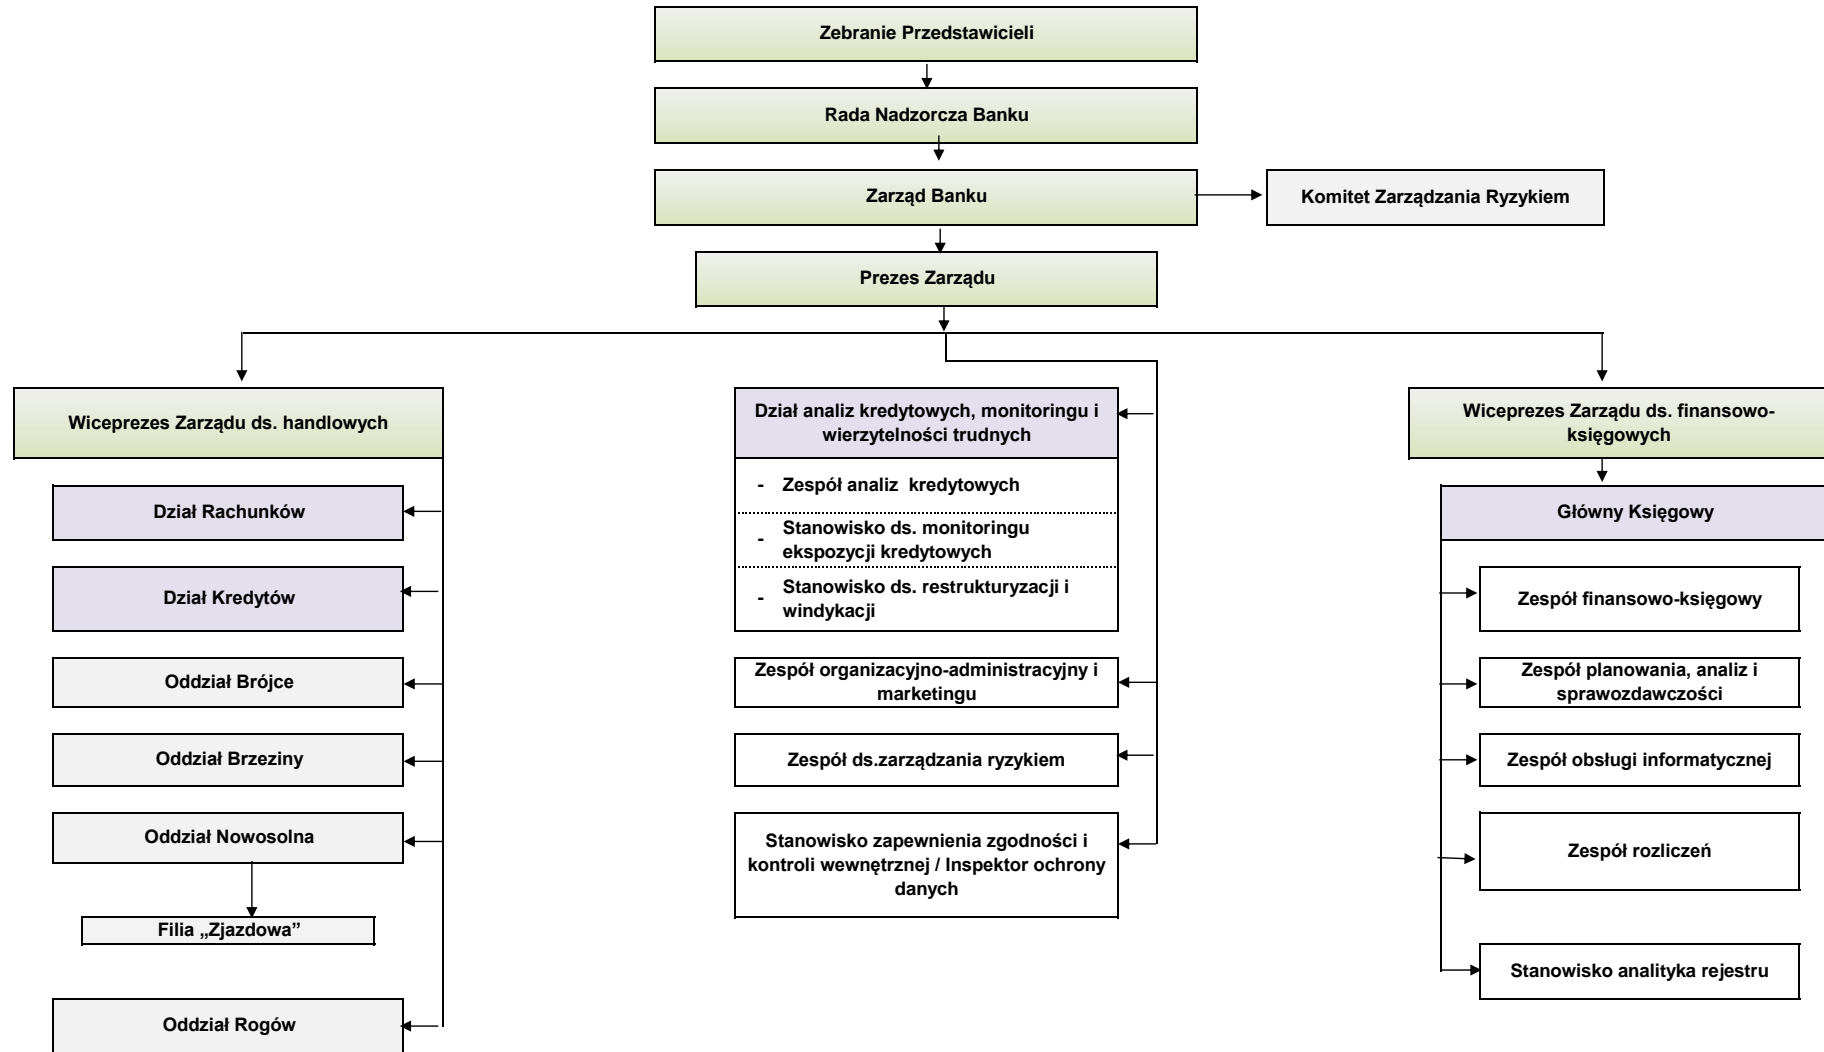 Zebranie Przedstawicieli
Rada Nadzorcza Banku
Zarząd Banku
Komitet Zarządzania Ryzykiem
Prezes Zarządu
Wiceprezes Zarządu ds. handlowych
Dział Rachunków
Dział Kredytów
Oddział Brójce
Oddział Brzeziny
Oddział Nowosolna
Filia „Zjazdowa”
Oddział Rogów
Dział analiz kredytowych, monitoringu i
wierzytelności trudnych
- Zespół analiz  kredytowych
- Stanowisko ds. monitoringu
ekspozycji kredytowych
- Stanowisko ds. restrukturyzacji i
windykacji
Zespół organizacyjno-administracyjny i
marketingu
Zespół ds.zarządzania ryzykiem
Stanowisko zapewnienia zgodności i
kontroli wewnętrznej / Inspektor ochrony
danych
Wiceprezes Zarządu ds. finansowo-
księgowych
Główny Księgowy
Zespół finansowo-księgowy
Zespół planowania, analiz i
sprawozdawczości
Zespół obsługi informatycznej
Zespół rozliczeń
Stanowisko analityka rejestru